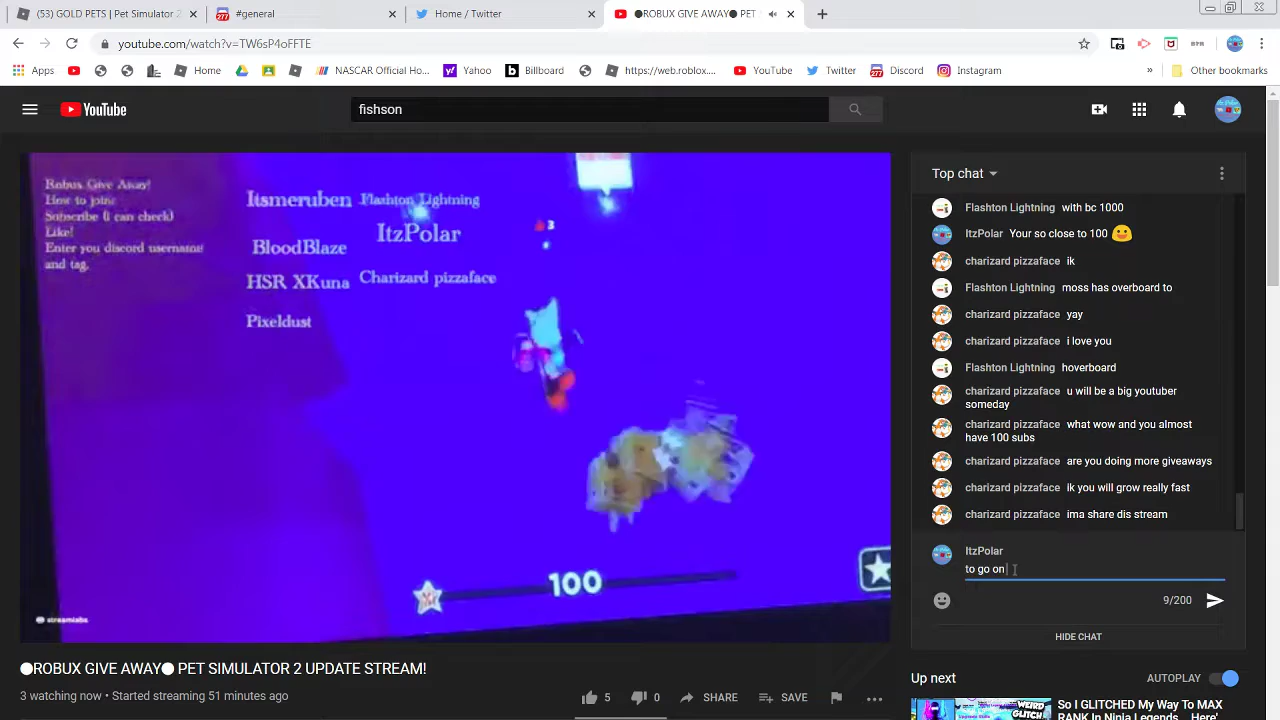 (53) GOLD PETS | Pet Simulator 2
#general
Home / Twitter
●ROBUX GIVE AWAY● PET
youtube.com/watch?v=TW6sP4oFFTE
Apps
Home
NASCAR Official Ho...
Yahoo
Billboard
https://web.roblox....
YouTube
Twitter
Discord
Instagram
»
Other bookmarks
YouTube
fishson
Robux Give Away!
How to join:
Subscribe (i can check)
Like!
Enter you discord username
and tag.
Itsmeruben
Flashton Lightning
BloodBlaze
ItzPolar
HSR XKuna
Charizard pizzaface
Pixeldust
3
100
streamlabs
Top chat
Flashton Lightning with bc 1000
ItzPolar Your so close to 100
charizard pizzaface ik
Flashton Lightning moss has overboard to
charizard pizzaface yay
charizard pizzaface i love you
Flashton Lightning hoverboard
charizard pizzaface u will be a big youtuber
someday
charizard pizzaface what wow and you almost
have 100 subs
charizard pizzaface are you doing more giveaways
charizard pizzaface ik you will grow really fast
charizard pizzaface ima share dis stream
ItzPolar
to go on
9/200
HIDE CHAT
●ROBUX GIVE AWAY● PET SIMULATOR 2 UPDATE STREAM!
3 watching now • Started streaming 51 minutes ago
5
0
SHARE
SAVE
Up next
AUTOPLAY
So I GLITCHED My Way To MAX
RANK In Ninja Legends... Here's
WEIRD
GLITCH